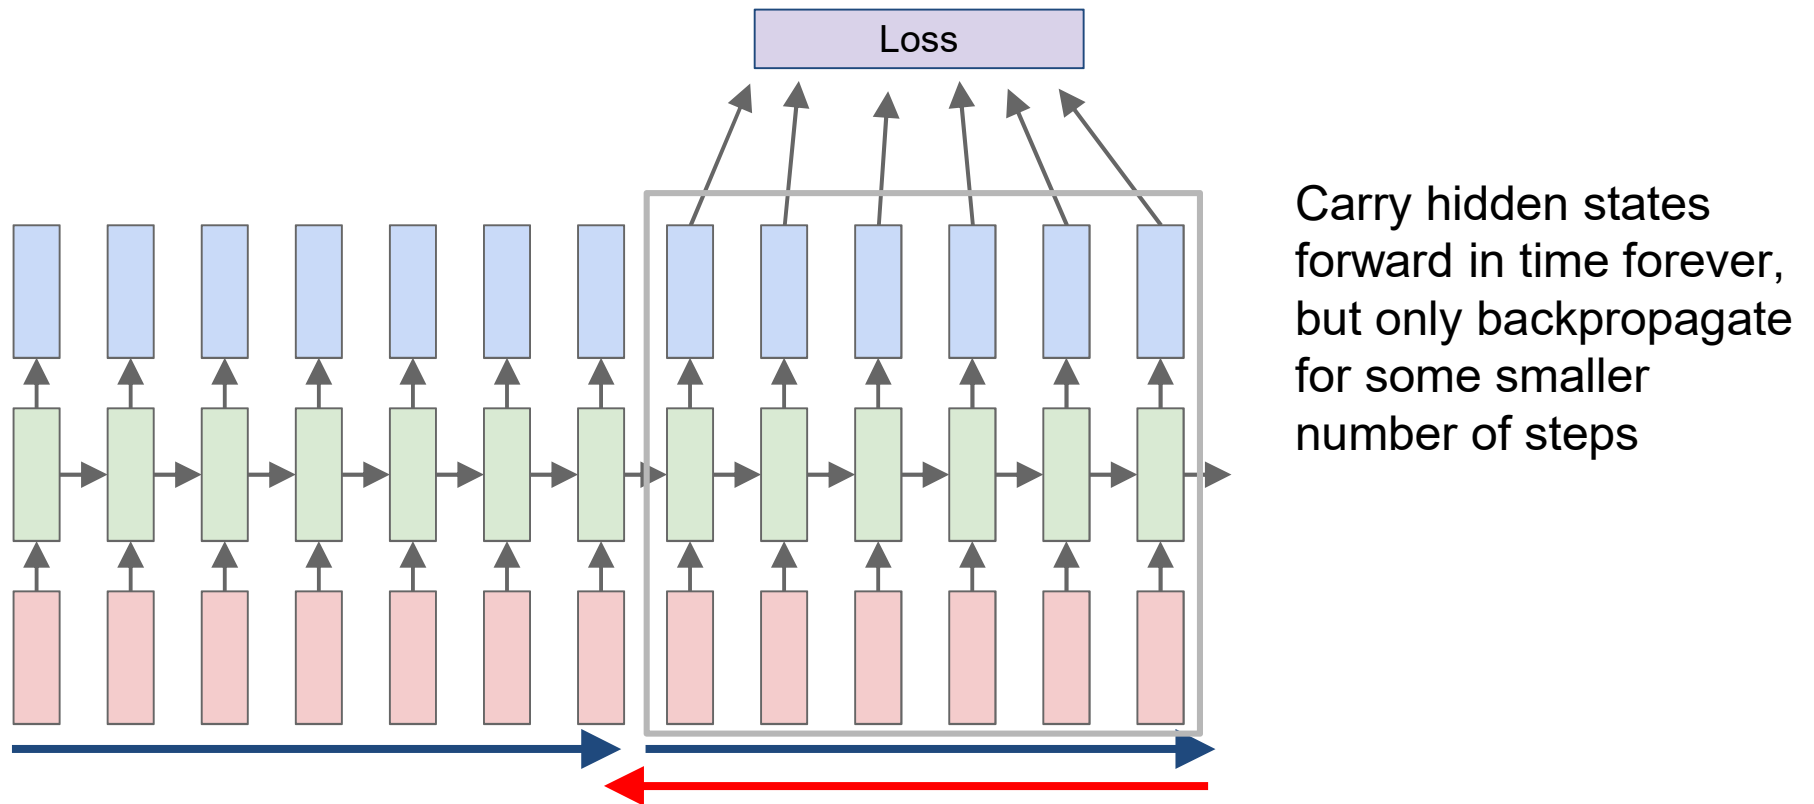 Loss
Carry hidden states
forward in time forever,
but only backpropagate
for some smaller
number of steps